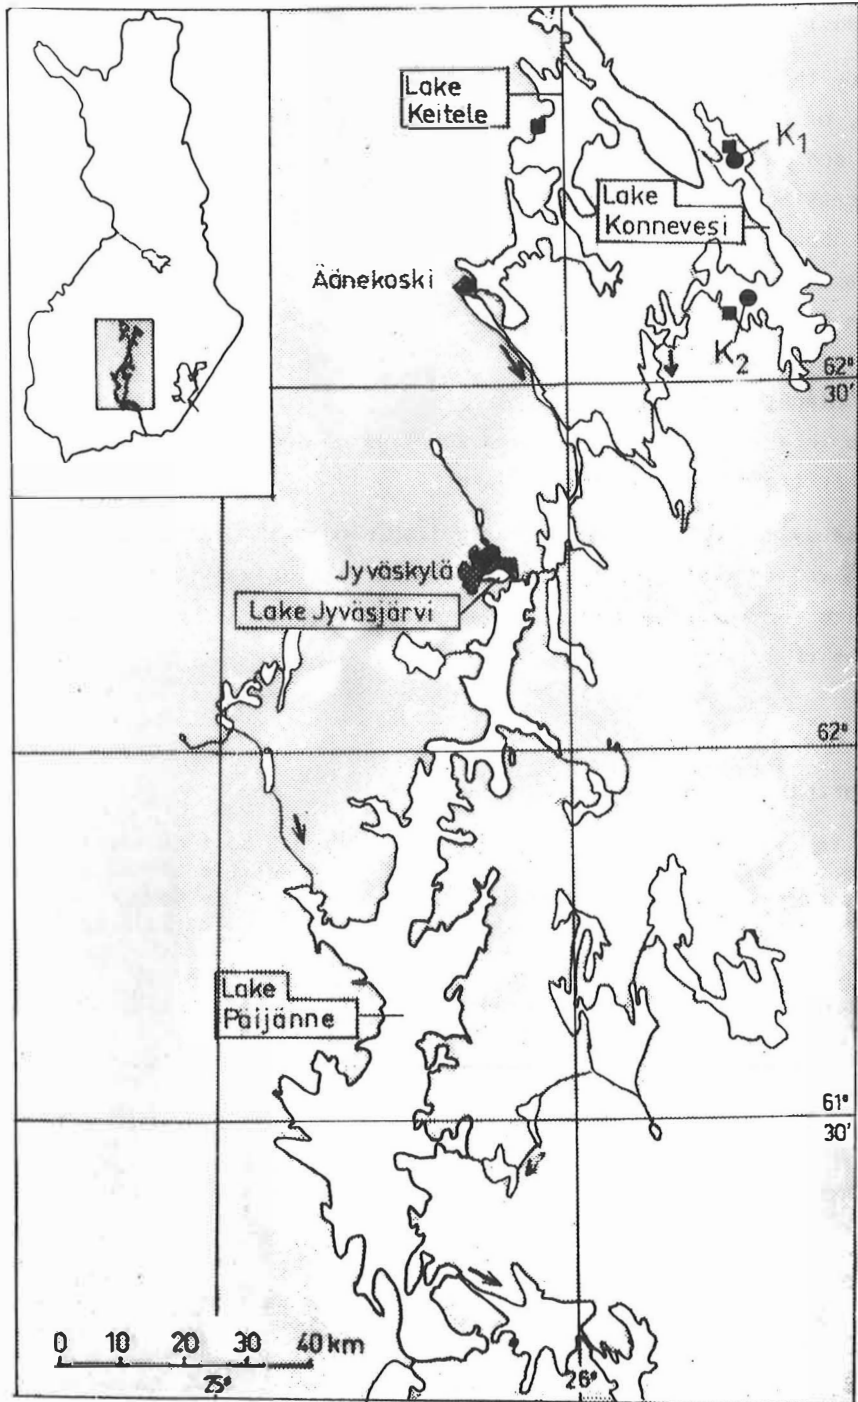 Lake
Keitele
K1
Lake
Konnevesi
Äänekoski
K2
62°
30'
Jyväskylä
Lake Jyväsjärvi
62°
Lake
Päijänne
61°
30'
0 10 20 30 40 km
25°
26°